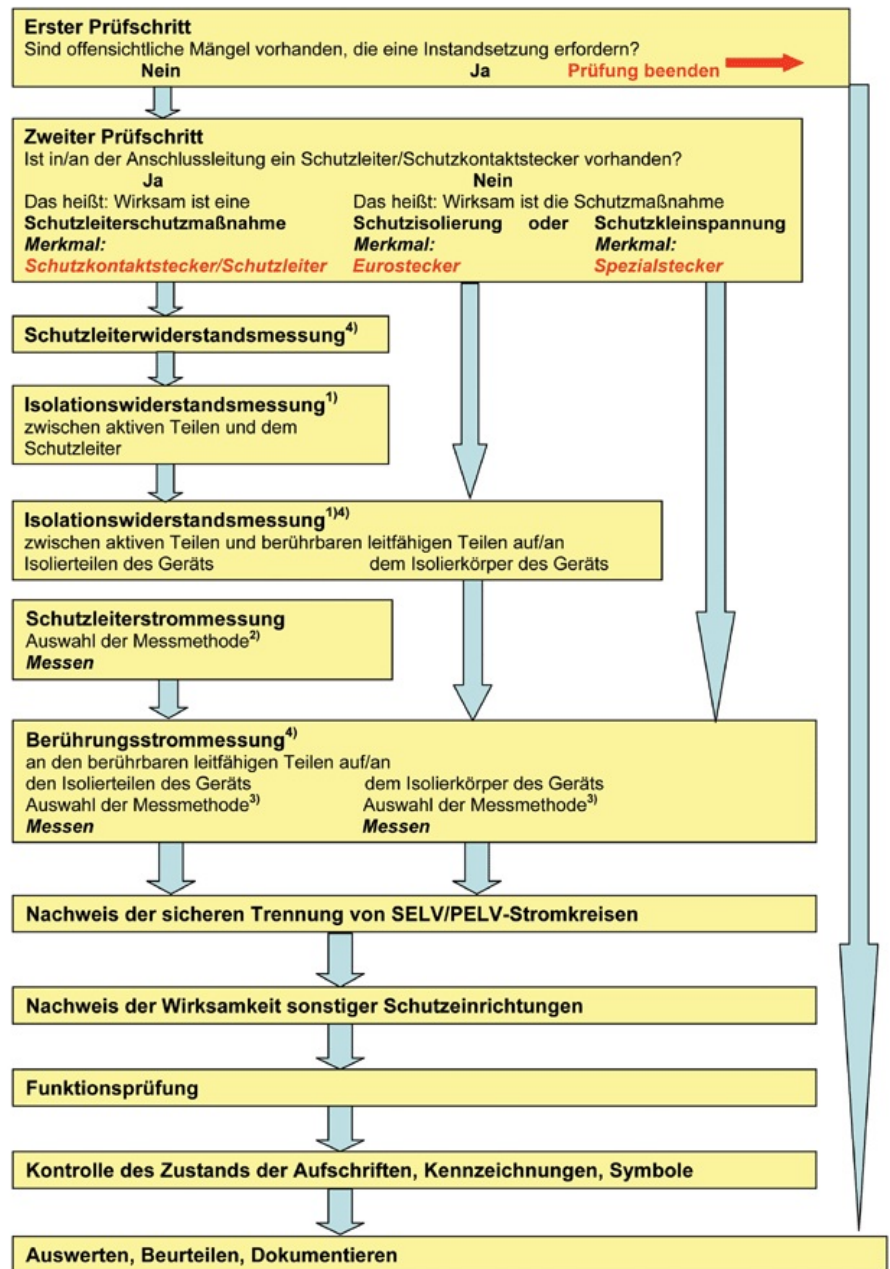 Erster Prüfschritt
Sind offensichtliche Mängel vorhanden, die eine Instandsetzung erfordern?
Nein Ja Prüfung beenden
Zweiter Prüfschritt
Ist in/an der Anschlussleitung ein Schutzleiter/Schutzkontaktstecker vorhanden?
Ja Nein
Das heißt: Wirksam ist eine Das heißt: Wirksam ist die Schutzmaßnahme
Schutzleiterschutzmaßnahme Schutzisolierung oder Schutzkleinspannung
Merkmal: Merkmal: Merkmal:
Schutzkontaktstecker/Schutzleiter Eurostecker Spezialstecker
Schutzleiterwiderstandsmessung4)
Isolationswiderstandsmessung1)
zwischen aktiven Teilen und dem
Schutzleiter
Isolationswiderstandsmessung1)4)
zwischen aktiven Teilen und berührbaren leitfähigen Teilen auf/an
Isolierteilen des Geräts dem Isolierkörper des Geräts
Schutzleiterstrommessung
Auswahl der Messmethode2)
Messen
Berührungsstrommessung4)
an den berührbaren leitfähigen Teilen auf/an
den Isolierteilen des Geräts dem Isolierkörper des Geräts
Auswahl der Messmethode3) Auswahl der Messmethode3)
Messen Messen
Nachweis der sicheren Trennung von SELV/PELV-Stromkreisen
Nachweis der Wirksamkeit sonstiger Schutzeinrichtungen
Funktionsprüfung
Kontrolle des Zustands der Aufschriften, Kennzeichnungen, Symbole
Auswerten, Beurteilen, Dokumentieren